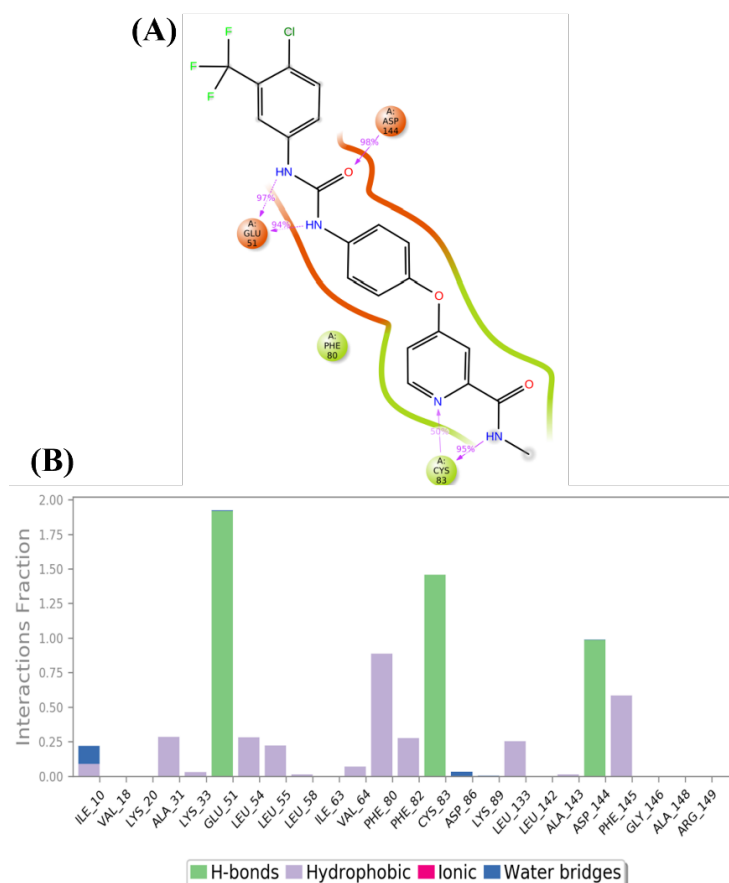 (A)
F
Cl
F
F
A:
ASP
144
98%
HN
O
97%
A:
GLU
51
94%
HN
O
A:
PHE
80
O
N
HN
50%
95%
A:
CYS
83
(B)
Interactions Fraction
2.00
1.75
1.50
1.25
1.00
0.75
0.50
0.25
0.00
ILE_10
VAL_18
LYS_20
ALA_31
LYS_33
GLU_51
LEU_54
LEU_55
LEU_58
ILE_63
VAL_64
PHE_80
PHE_82
CYS_83
ASP_86
LYS_89
LEU_133
LEU_142
ALA_143
ASP_144
PHE_145
GLY_146
ALA_148
ARG_149
H-bonds Hydrophobic Ionic Water bridges